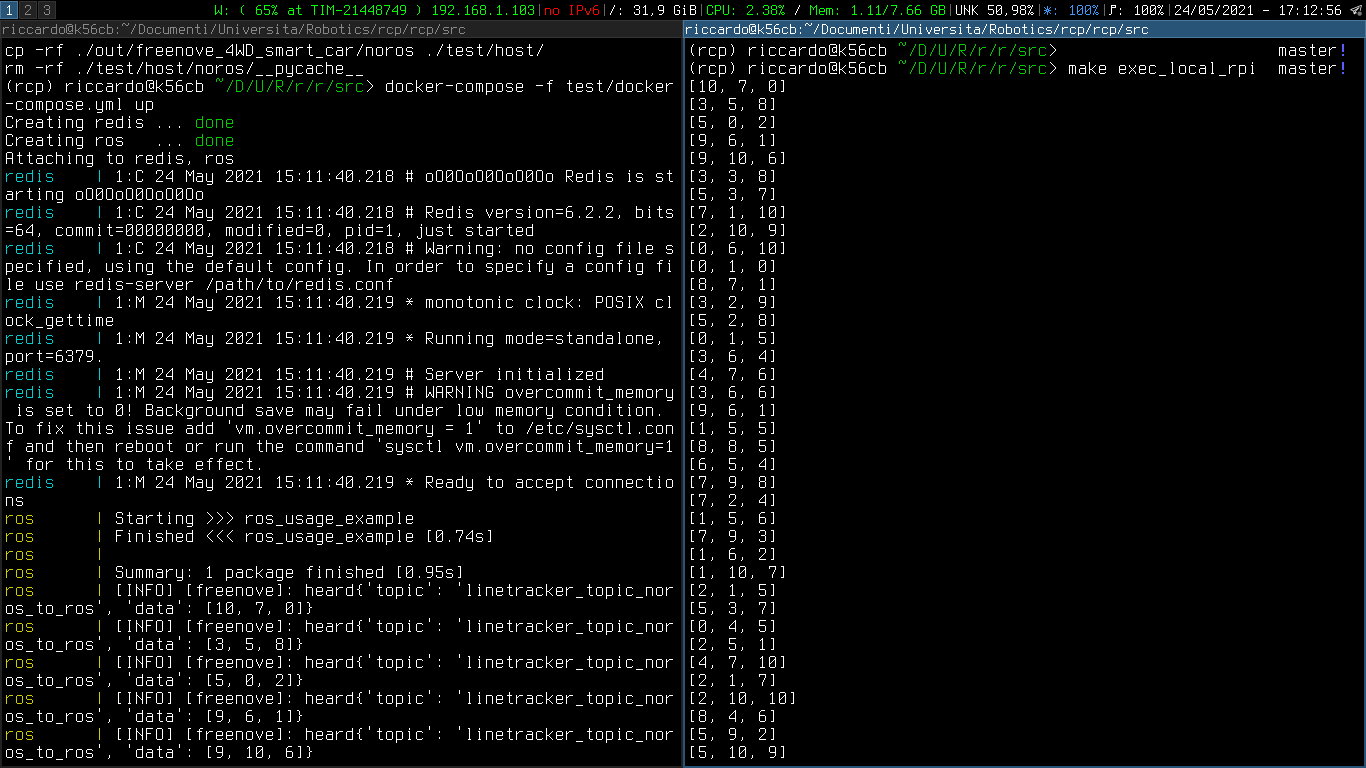 1 2 3 W: ( 65% at TIM-21448749 ) 192.168.1.103|no IPv6|/: 31,9 GiB|CPU: 2.38% / Mem: 1.11/7.66 GB|UNK 50,98%|*: 100%|♪: 100%|24/05/2021 - 17:12:56
riccardo@k56cb:~/Documenti/Universita/Robotics/rcp/rcp/src
cp -rf ./out/freenove_4WD_smart_car/noros ./test/host/
rm -rf ./test/host/noros/__pycache__
(rcp) riccardo@k56cb ~/D/U/R/r/r/src> docker-compose -f test/docker
-compose.yml up
Creating redis ... done
Creating ros   ... done
Attaching to redis, ros
redis    | 1:C 24 May 2021 15:11:40.218 # oO0OoO0OoO0Oo Redis is st
arting oO0OoO0OoO0Oo
redis    | 1:C 24 May 2021 15:11:40.218 # Redis version=6.2.2, bits
=64, commit=00000000, modified=0, pid=1, just started
redis    | 1:C 24 May 2021 15:11:40.218 # Warning: no config file s
pecified, using the default config. In order to specify a config fi
le use redis-server /path/to/redis.conf
redis    | 1:M 24 May 2021 15:11:40.219 * monotonic clock: POSIX cl
ock_gettime
redis    | 1:M 24 May 2021 15:11:40.219 * Running mode=standalone,
port=6379.
redis    | 1:M 24 May 2021 15:11:40.219 # Server initialized
redis    | 1:M 24 May 2021 15:11:40.219 # WARNING overcommit_memory
 is set to 0! Background save may fail under low memory condition.
To fix this issue add 'vm.overcommit_memory = 1' to /etc/sysctl.con
f and then reboot or run the command 'sysctl vm.overcommit_memory=1
' for this to take effect.
redis    | 1:M 24 May 2021 15:11:40.219 * Ready to accept connectio
ns
ros      | Starting >>> ros_usage_example
ros      | Finished <<< ros_usage_example [0.74s]
ros      |
ros      | Summary: 1 package finished [0.95s]
ros      | [INFO] [freenove]: heard{'topic': 'linetracker_topic_nor
os_to_ros', 'data': [10, 7, 0]}
ros      | [INFO] [freenove]: heard{'topic': 'linetracker_topic_nor
os_to_ros', 'data': [3, 5, 8]}
ros      | [INFO] [freenove]: heard{'topic': 'linetracker_topic_nor
os_to_ros', 'data': [5, 0, 2]}
ros      | [INFO] [freenove]: heard{'topic': 'linetracker_topic_nor
os_to_ros', 'data': [9, 6, 1]}
ros      | [INFO] [freenove]: heard{'topic': 'linetracker_topic_nor
os_to_ros', 'data': [9, 10, 6]}
riccardo@k56cb:~/Documenti/Universita/Robotics/rcp/rcp/src
(rcp) riccardo@k56cb ~/D/U/R/r/r/src> master!
(rcp) riccardo@k56cb ~/D/U/R/r/r/src> make exec_local_rpi  master!
[10, 7, 0]
[3, 5, 8]
[5, 0, 2]
[9, 6, 1]
[9, 10, 6]
[3, 3, 8]
[5, 3, 7]
[7, 1, 10]
[2, 10, 9]
[0, 6, 10]
[0, 1, 0]
[8, 7, 1]
[3, 2, 9]
[5, 2, 8]
[0, 1, 5]
[3, 6, 4]
[4, 7, 6]
[3, 6, 6]
[9, 6, 1]
[1, 5, 5]
[8, 8, 5]
[6, 5, 4]
[7, 9, 8]
[7, 2, 4]
[1, 5, 6]
[7, 9, 3]
[1, 6, 2]
[1, 10, 7]
[2, 1, 5]
[5, 3, 7]
[0, 4, 5]
[2, 5, 1]
[4, 7, 10]
[2, 1, 7]
[2, 10, 10]
[8, 4, 6]
[5, 9, 2]
[5, 10, 9]